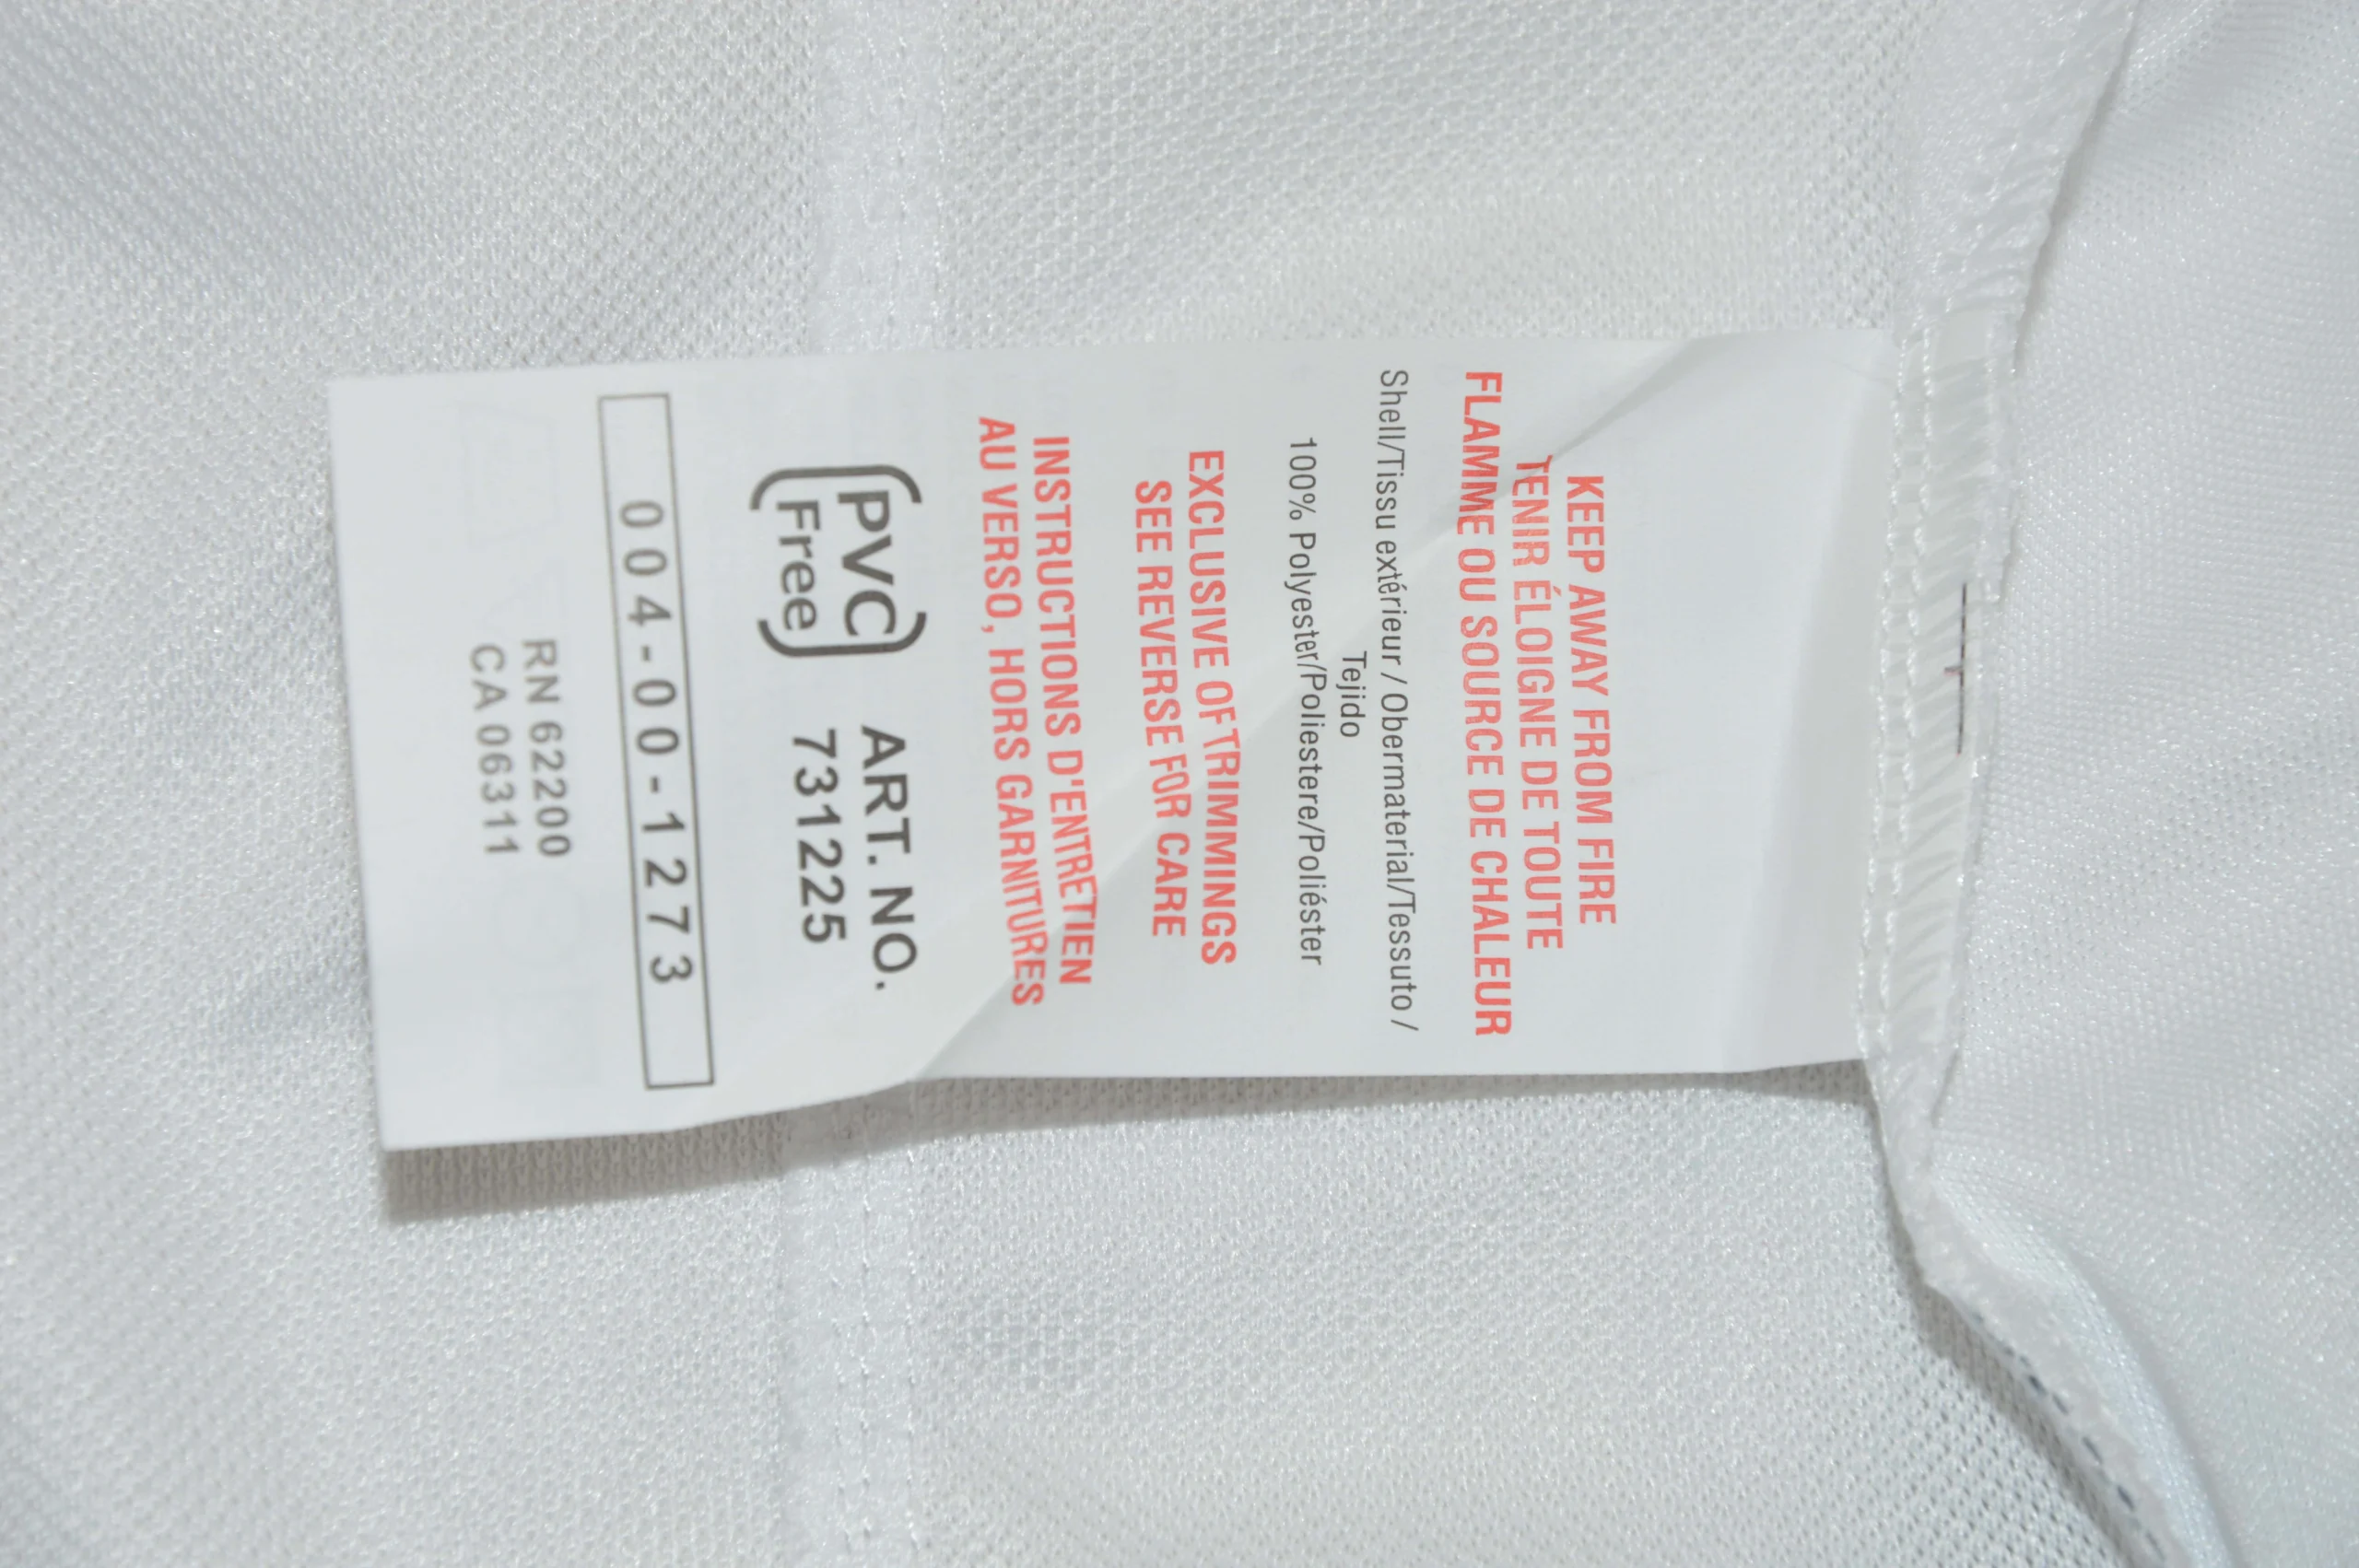 KEEP AWAY FROM FIRE
TENIR ÉLOIGNE DE TOUTE
FLAMME OU SOURCE DE CHALEUR
Shell/Tissu extérieur / Obermaterial/Tessuto /
Tejido
100% Polyester/Poliestere/Poliéster
EXCLUSIVE OF TRIMMINGS
SEE REVERSE FOR CARE
INSTRUCTIONS D'ENTRETIEN
AU VERSO, HORS GARNITURES
PVC
Free
ART. NO.
731225
004-00-1273
RN 62200
CA 06311